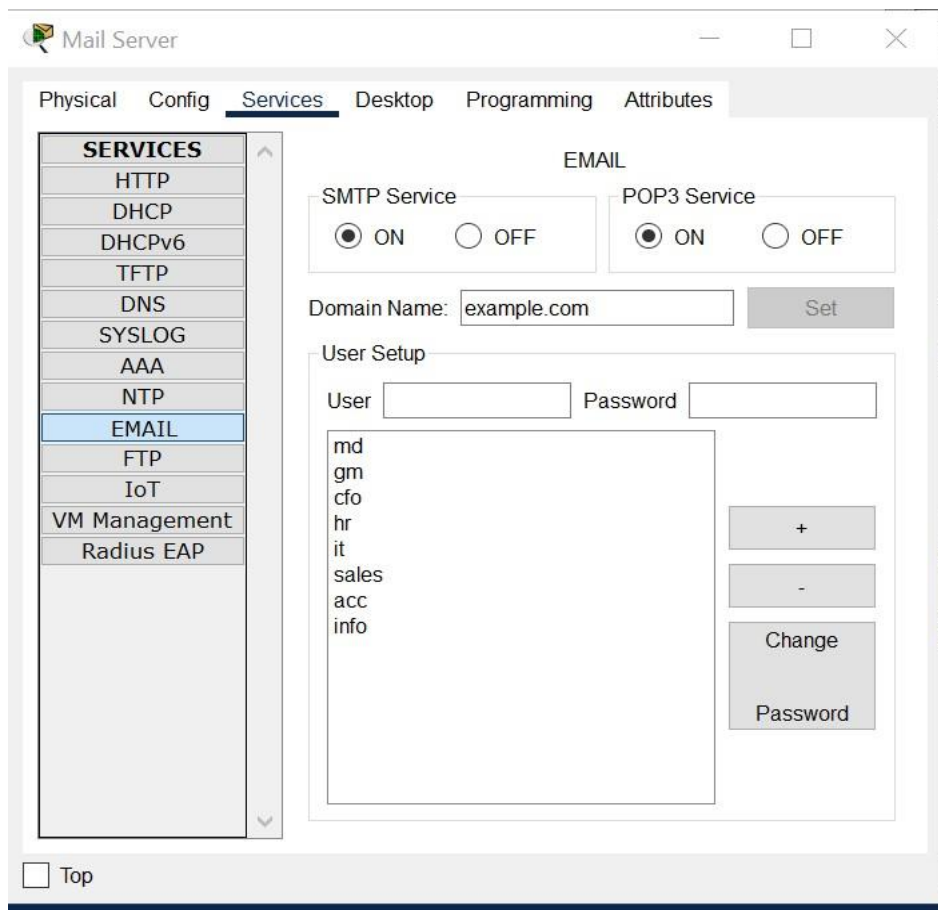 Mail Server
Physical Config Services Desktop Programming Attributes
SERVICES
HTTP
DHCP
DHCPv6
TFTP
DNS
SYSLOG
AAA
NTP
EMAIL
FTP
IoT
VM Management
Radius EAP
EMAIL
SMTP Service
ON OFF
POP3 Service
ON OFF
Domain Name: example.com Set
User Setup
User Password
md
gm
cfo
hr
it
sales
acc
info
+
-
Change
Password
Top